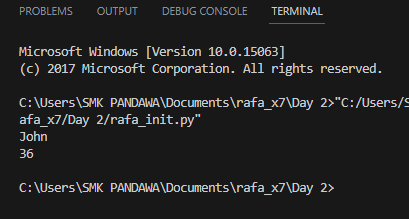 PROBLEMS OUTPUT DEBUG CONSOLE TERMINAL
Microsoft Windows [Version 10.0.15063]
(c) 2017 Microsoft Corporation. All rights reserved.
C:\Users\SMK PANDAWA\Documents\rafa_x7\Day 2>"C:/Users/S
afa_x7/Day 2/rafa_init.py"
John
36
C:\Users\SMK PANDAWA\Documents\rafa_x7\Day 2>